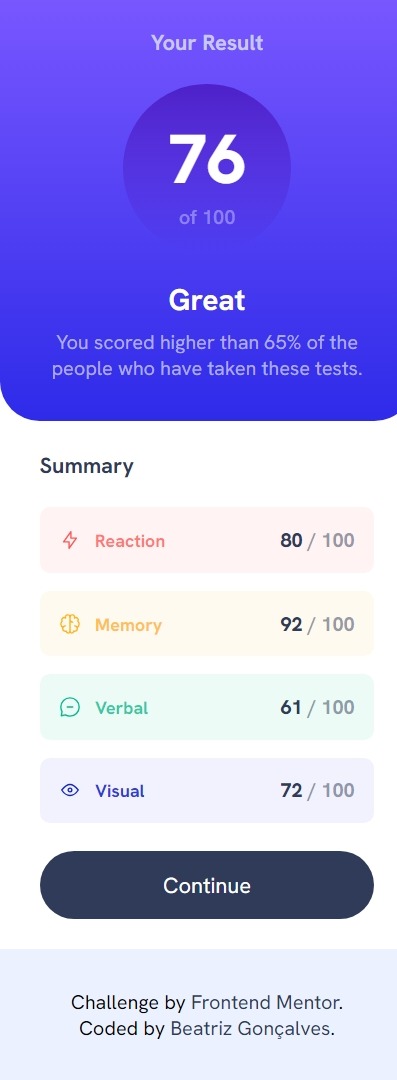 Your Result
76
of 100
Great
You scored higher than 65% of the
people who have taken these tests.
Summary
Reaction 80 / 100
Memory 92 / 100
Verbal 61 / 100
Visual 72 / 100
Continue
Challenge by Frontend Mentor.
Coded by Beatriz Gonçalves.